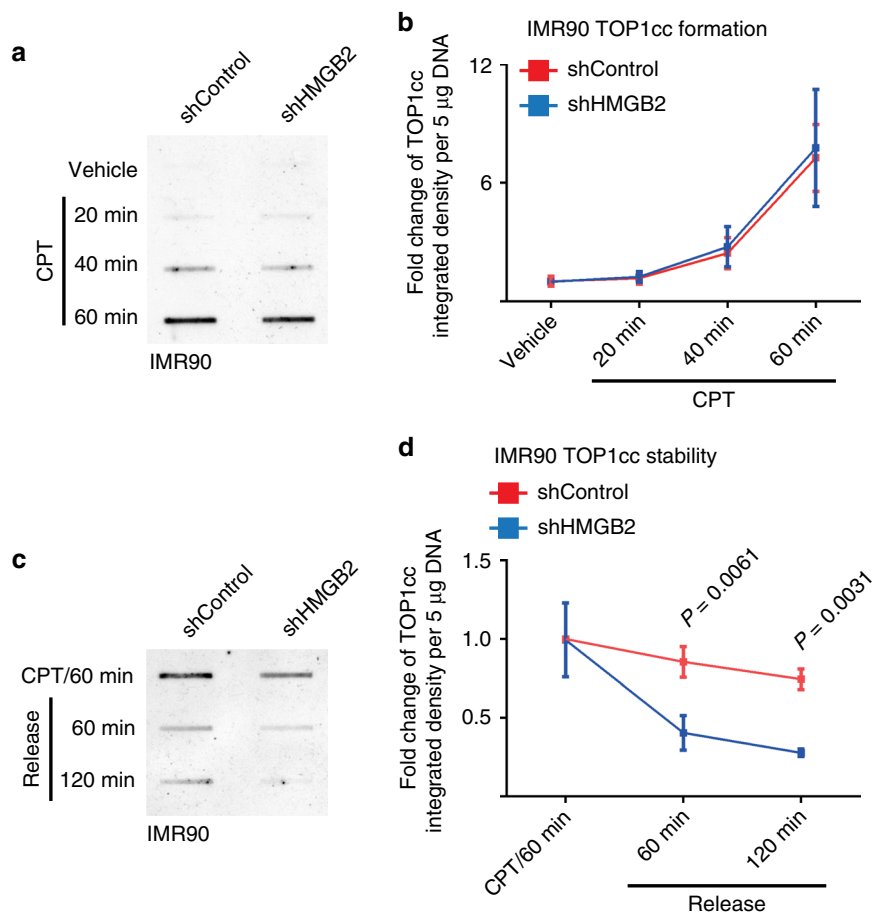 a
shControl
shHMGB2
Vehicle
CPT
20 min
40 min
60 min
IMR90
b
IMR90 TOP1cc formation
shControl
shHMGB2
Fold change of TOP1cc
integrated density per 5 μg DNA
12
6
Vehicle
20 min
40 min
60 min
CPT
c
shControl
shHMGB2
CPT/60 min
Release
60 min
120 min
IMR90
d
IMR90 TOP1cc stability
shControl
shHMGB2
Fold change of TOP1cc
integrated density per 5 μg DNA
1.5
1.0
0.5
P = 0.0061
P = 0.0031
CPT/60 min
60 min
120 min
Release